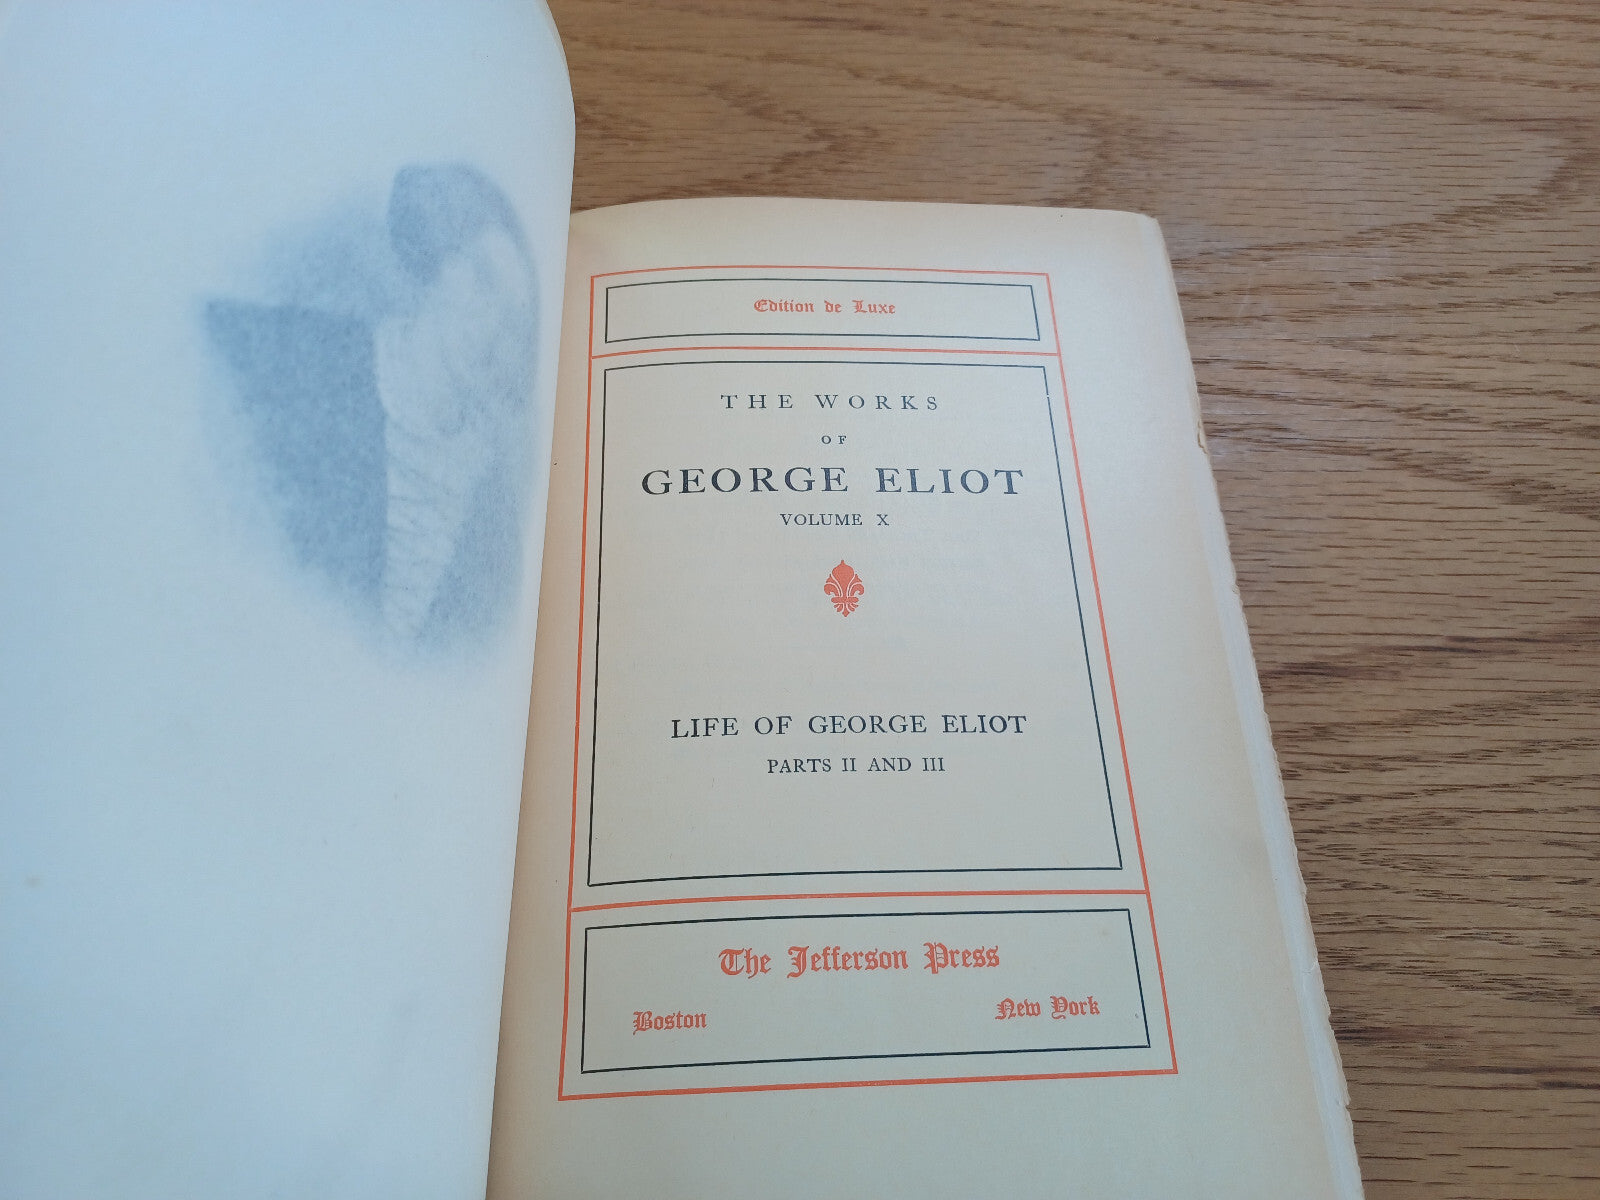 Edition de Luxe
THE WORKS
OF
GEORGE ELIOT
VOLUME X
LIFE OF GEORGE ELIOT
PARTS II AND III
The Jefferson Press
Boston New York